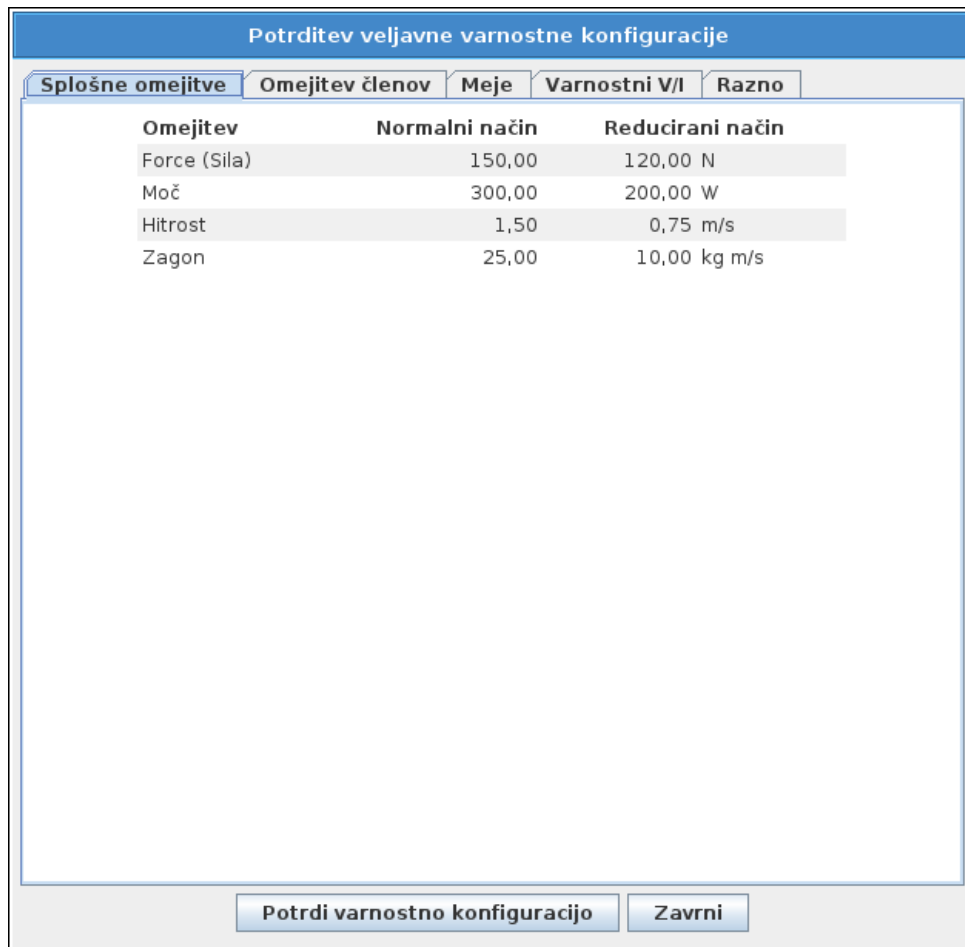 Potrditev veljavne varnostne konfiguracije
Splošne omejitve Omejitev členov Meje Varnostni V/I Razno
Omejitev Normalni način Reducirani način
Force (Sila) 150,00 120,00 N
Moč 300,00 200,00 W
Hitrost 1,50 0,75 m/s
Zagon 25,00 10,00 kg m/s
Potrdi varnostno konfiguracijo Zavrni